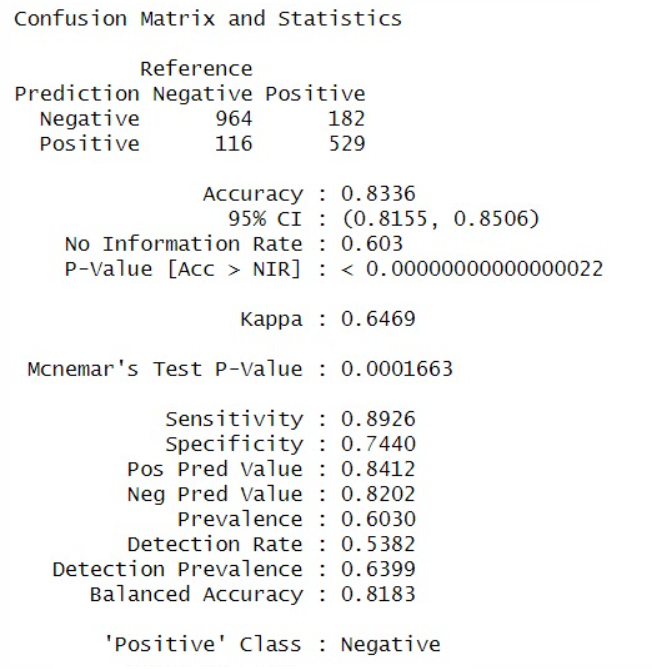 Confusion Matrix and Statistics
Reference
Prediction Negative Positive
Negative 964 182
Positive 116 529
Accuracy : 0.8336
95% CI : (0.8155, 0.8506)
No Information Rate : 0.603
P-Value [Acc > NIR] : < 0.00000000000000022
Kappa : 0.6469
Mcnemar's Test P-Value : 0.0001663
Sensitivity : 0.8926
Specificity : 0.7440
Pos Pred Value : 0.8412
Neg Pred Value : 0.8202
Prevalence : 0.6030
Detection Rate : 0.5382
Detection Prevalence : 0.6399
Balanced Accuracy : 0.8183
'Positive' Class : Negative